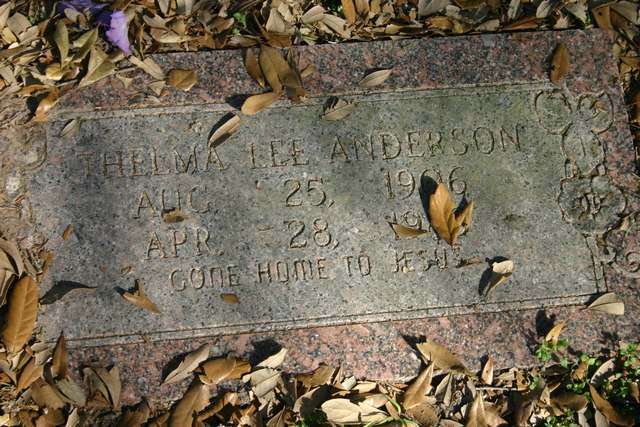 THELMA LEE ANDERSON
AUG 25, 1906
APR. 28,
GONE HOME TO JESUS